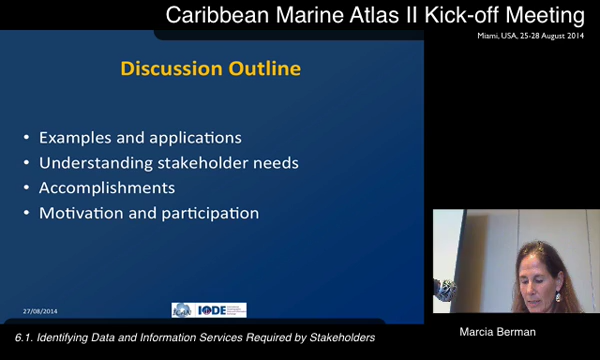 Caribbean Marine Atlas II Kick-off Meeting
Miami, USA, 25-28 August 2014
Discussion Outline
• Examples and applications
• Understanding stakeholder needs
• Accomplishments
• Motivation and participation
27/08/2014
IODE
6.1. Identifying Data and Information Services Required by Stakeholders
Marcia Berman